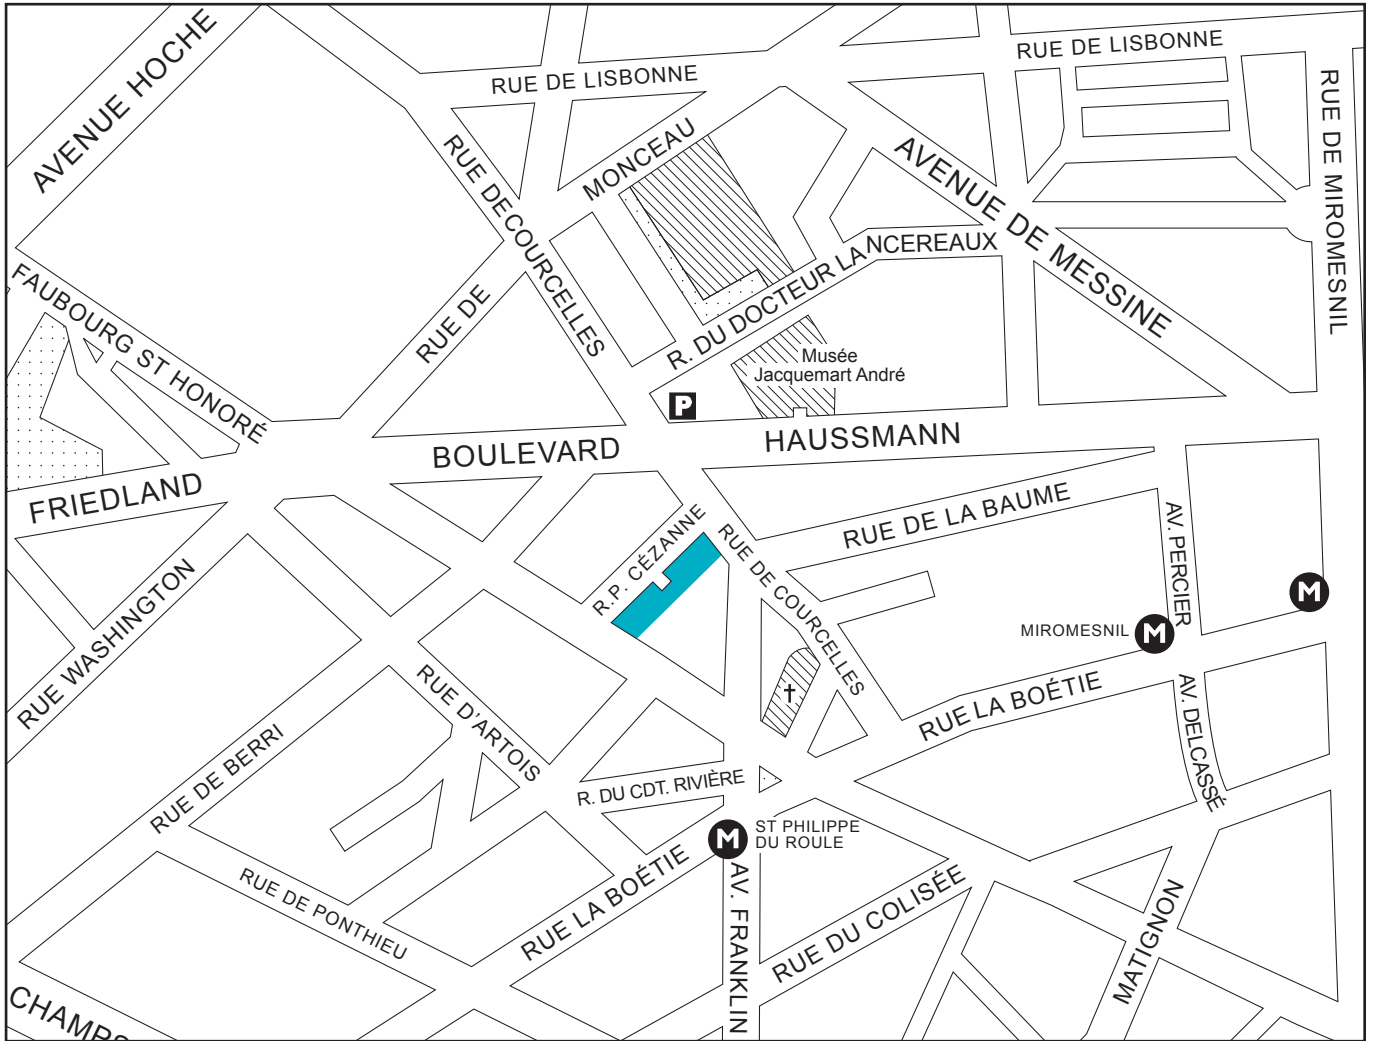 AVENUE HOCHE
RUE DE LISBONNE
RUE DE LISBONNE
RUE DE MIROMESNIL
RUE DE COURCELLES
MONCEAU
AVENUE DE MESSINE
FAUBOURG ST HONORÉ
RUE DE
R. DU DOCTEUR LANCEREAUX
Musée
Jacquemart André
P
BOULEVARD
HAUSSMANN
FRIEDLAND
RUE DE LA BAUME
AV. PERCIER
R.P. CÉZANNE
RUE DE COURCELLES
RUE WASHINGTON
M
MIROMESNIL
M
RUE D'ARTOIS
RUE LA BOÉTIE
AV. DELCASSÉ
RUE DE BERRI
R. DU CDT. RIVIÈRE
M
ST PHILIPPE
DU ROULE
RUE DE PONTHIEU
RUE LA BOÉTIE
AV. FRANKLIN
RUE DU COLISÉE
MATIGNON
CHAMPS